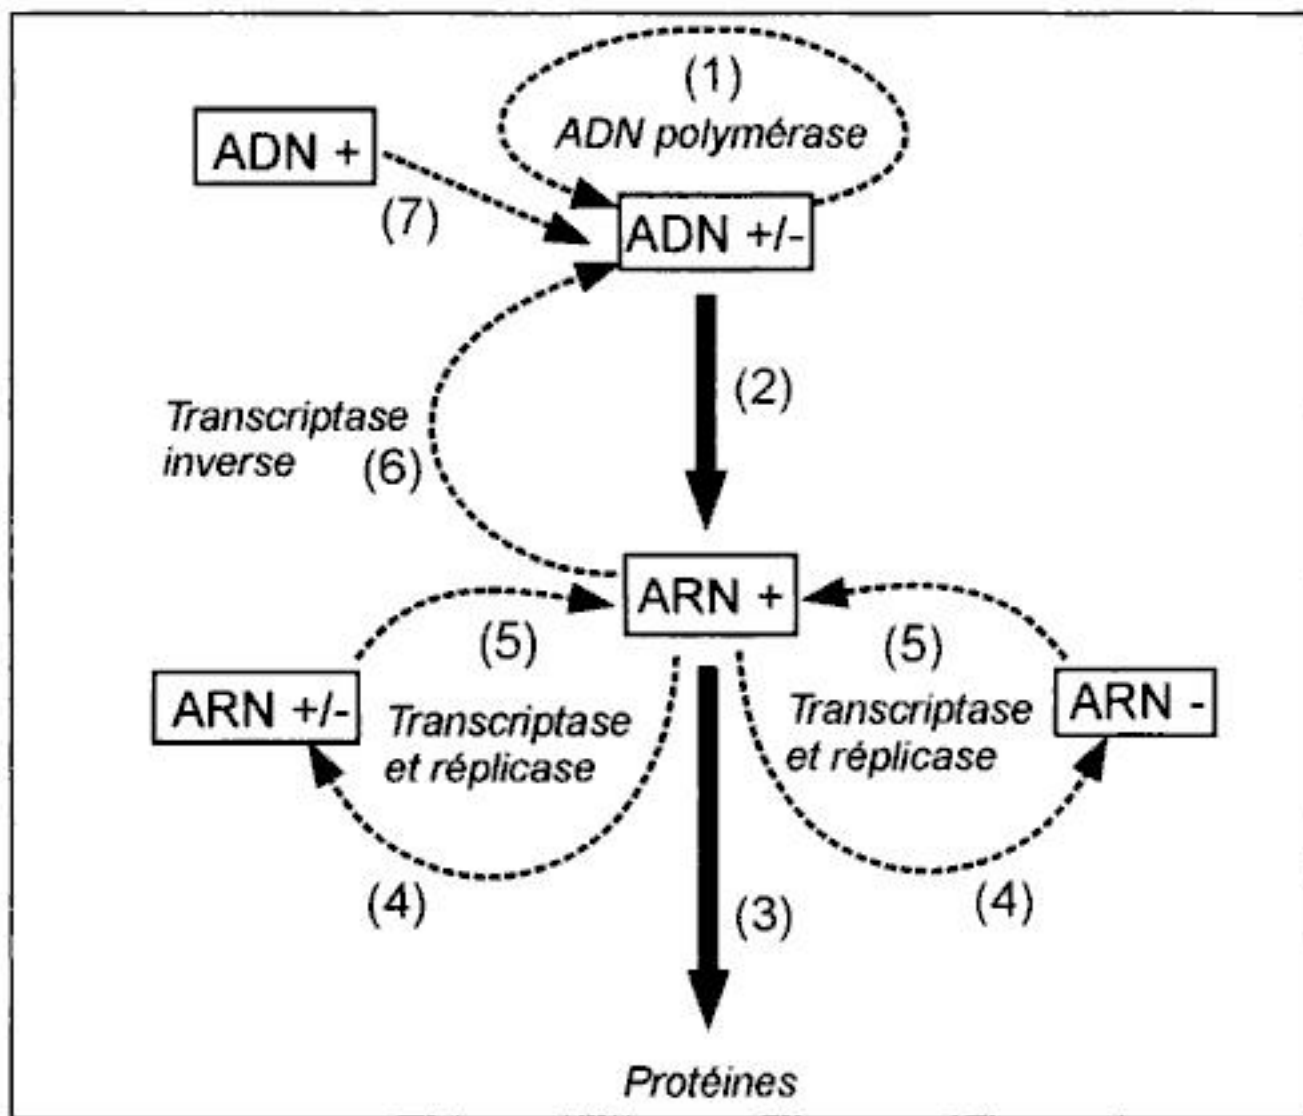 (1)
ADN polymérase
ADN +
(7)
ADN +/-
(2)
Transcriptase
inverse
(6)
ARN +
(5)
(5)
ARN +/-
Transcriptase
et réplicase
Transcriptase
et réplicase
ARN -
(4)
(3)
(4)
Protéines